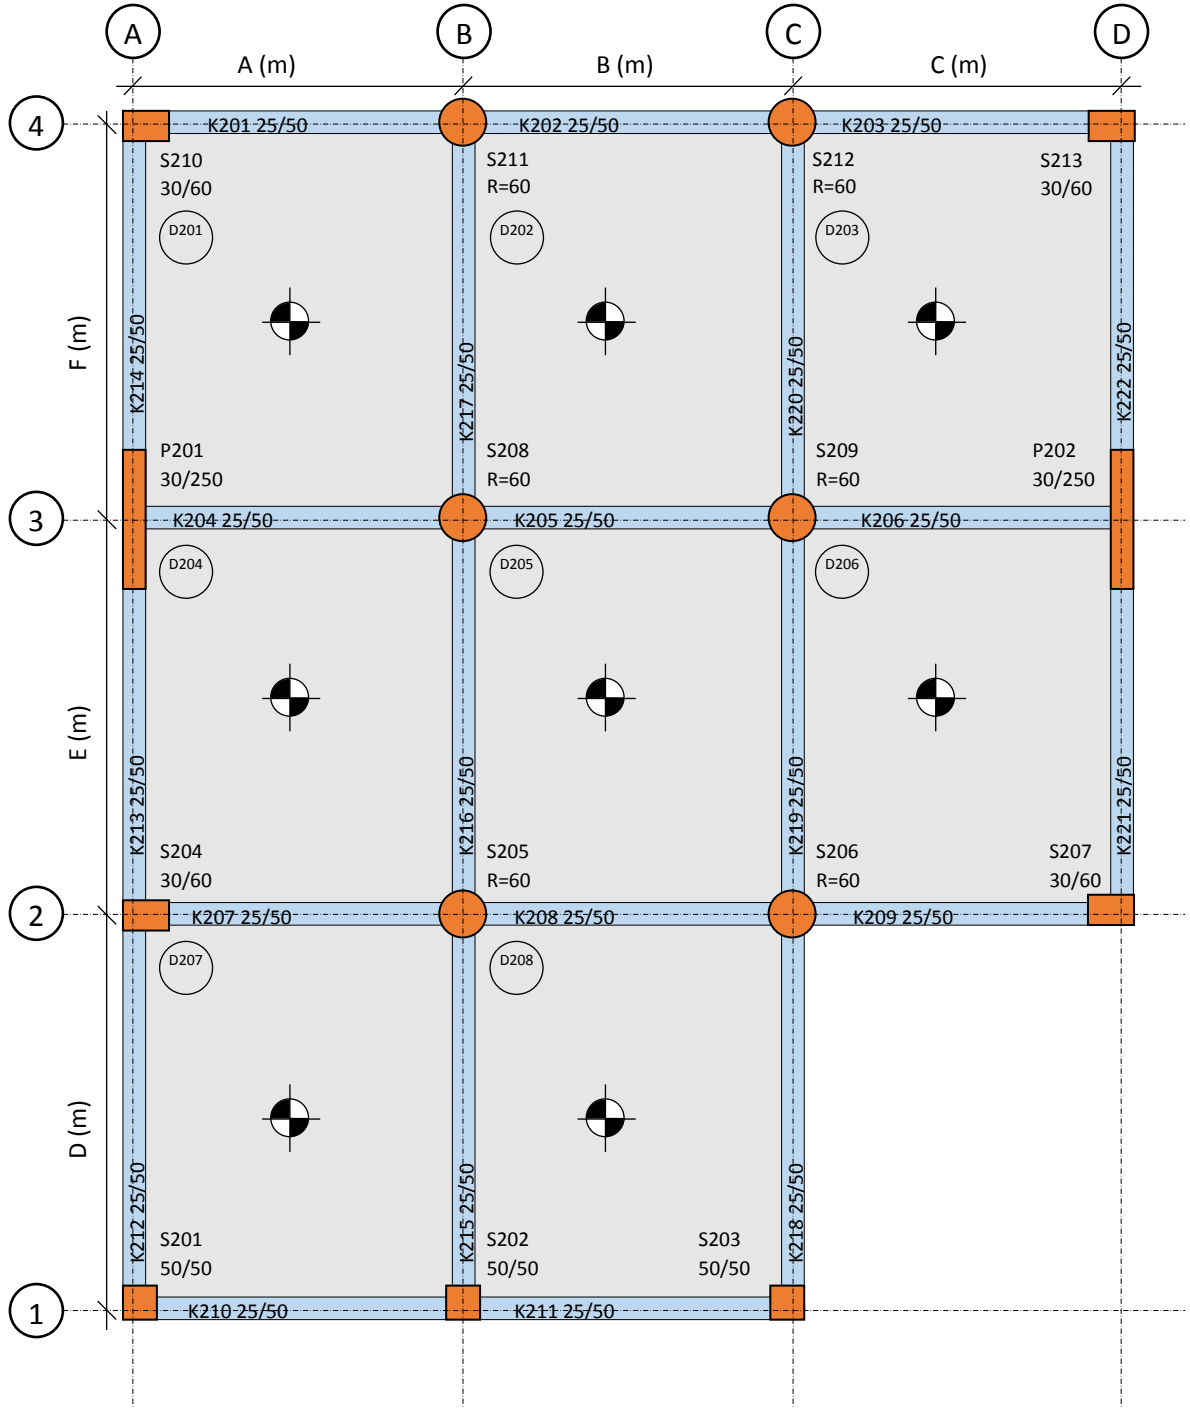 A
B
C
D
A (m)
B (m)
C (m)
4
K201 25/50
K202 25/50
K203 25/50
S210
30/60
S211
R=60
S212
R=60
S213
30/60
D201
D202
D203
F (m)
K214 25/50
K217 25/50
K220 25/50
K222 25/50
P201
30/250
S208
R=60
S209
R=60
P202
30/250
3
K204 25/50
K205 25/50
K206 25/50
D204
D205
D206
E (m)
K213 25/50
K216 25/50
K219 25/50
K221 25/50
S204
30/60
S205
R=60
S206
R=60
S207
30/60
2
K207 25/50
K208 25/50
K209 25/50
D207
D208
D (m)
K212 25/50
K215 25/50
K218 25/50
S201
50/50
S202
50/50
S203
50/50
1
K210 25/50
K211 25/50